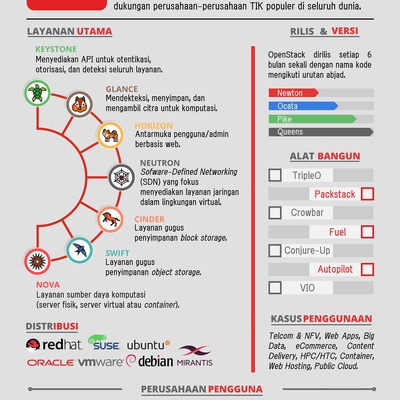 dukungan perusahaan-perusahaan TIK populer di seluruh dunia.
LAYANAN UTAMA
KEYSTONE
Menyediakan API untuk otentikasi,
otorisasi, dan deteksi seluruh layanan.
GLANCE
Mendekteksi, menyimpan, dan
mengambil citra untuk komputasi.
HORIZON
Antarmuka pengguna/admin
berbasis web.
NEUTRON
Sofware-Defined Networking
(SDN) yang fokus
menyediakan layanan jaringan
dalam lingkungan virtual.
CINDER
Layanan gugus
penyimpanan block storage.
SWIFT
Layanan gugus
penyimpanan object storage.
NOVA
Layanan sumber daya komputasi
(server fisik, server virtual atau container).
DISTRIBUSI
redhat SUSE ubuntu
ORACLE vmware debian MIRANTIS
RILIS & VERSI
OpenStack dirilis setiap 6
bulan sekali dengan nama kode
mengikuti urutan abjad.
Newton
Ocata
Pike
Queens
ALAT BANGUN
TripleO
Packstack
Crowbar
Fuel
Conjure-Up
Autopilot
VIO
KASUS PENGGUNAAN
Telcom & NFV, Web Apps, Big
Data, eCommerce, Content
Delivery, HPC/HTC, Container,
Web Hosting, Public Cloud.
PERUSAHAAN PENGGUNA